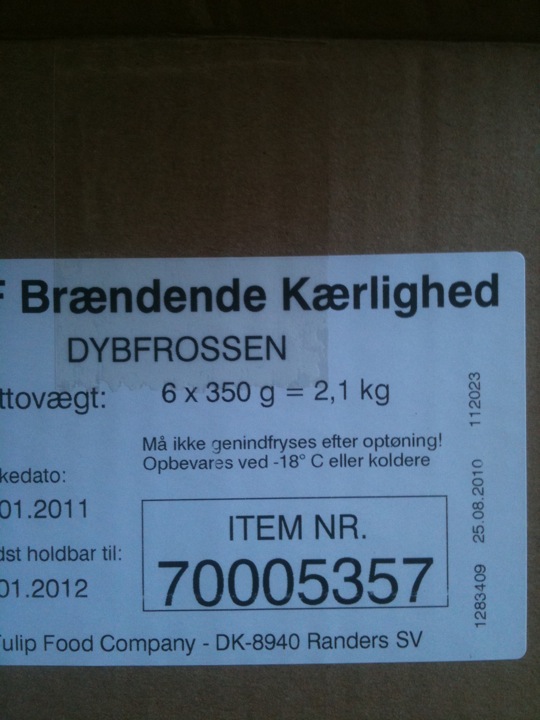 F Brændende Kærlighed
DYBFROSSEN
ttovægt: 6 x 350 g = 2,1 kg
Må ikke genindfryses efter optøning!
Opbevares ved -18° C eller koldere
kedato:
01.2011
ITEM NR.
70005357
dst holdbar til:
01.2012
ulip Food Company - DK-8940 Randers SV
1283409 25.08.2010 112023